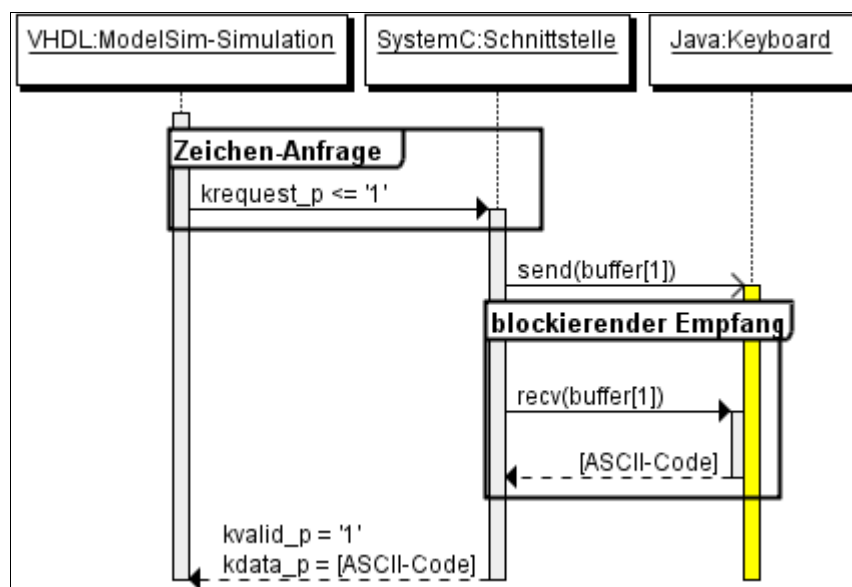 VHDL:ModelSim-Simulation
SystemC:Schnittstelle
Java:Keyboard
Zeichen-Anfrage
krequest_p <= '1'
send(buffer[1])
blockierender Empfang
recv(buffer[1])
[ASCII-Code]
kvalid_p = '1'
kdata_p = [ASCII-Code]